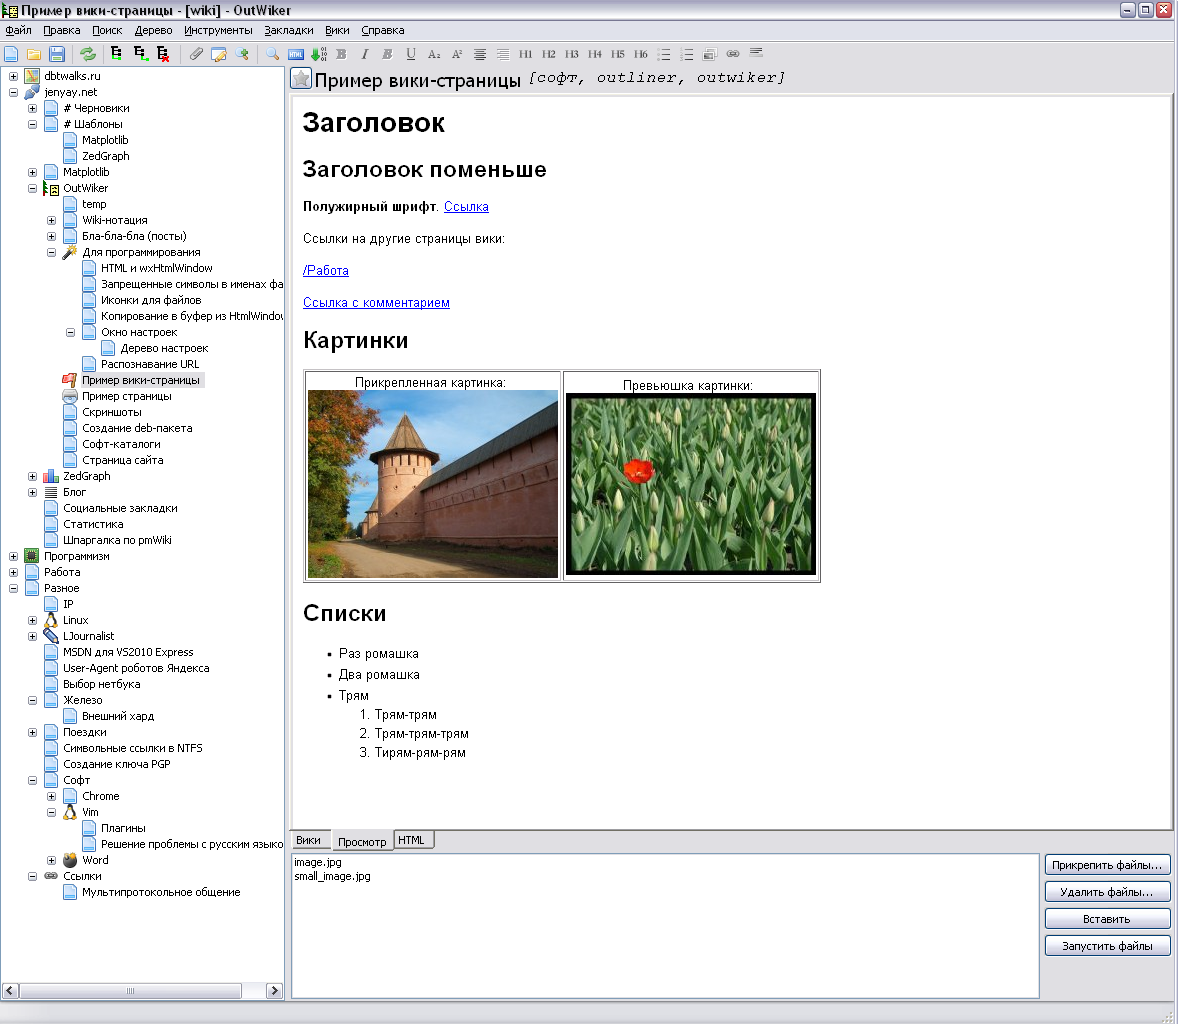 Пример вики-страницы - [wiki] - OutWiker
Файл Правка Поиск Дерево Инструменты Закладки Вики Справка
B I B U A₂ A² H1 H2 H3 H4 H5 H6
dbtwalks.ru
jenyay.net
# Черновики
# Шаблоны
Matplotlib
ZedGraph
Matplotlib
OutWiker
temp
Wiki-нотация
Бла-бла-бла (посты)
Для программирования
HTML и wxHtmlWindow
Запрещенные символы в именах фа
Иконки для файлов
Копирование в буфер из HtmlWindow
Окно настроек
Дерево настроек
Распознавание URL
Пример вики-страницы
Пример страницы
Скриншоты
Создание deb-пакета
Софт-каталоги
Страница сайта
ZedGraph
Блог
Социальные закладки
Статистика
Шпаргалка по pmWiki
Программизм
Работа
Разное
IP
Linux
LJournalist
MSDN для VS2010 Express
User-Agent роботов Яндекса
Выбор нетбука
Железо
Внешний хард
Поездки
Символьные ссылки в NTFS
Создание ключа PGP
Софт
Chrome
Vim
Плагины
Решение проблемы с русским языко
Word
Ссылки
Мультипротокольное общение
Пример вики-страницы [софт, outliner, outwiker]
Заголовок
Заголовок поменьше
Полужирный шрифт. Ссылка
Ссылки на другие страницы вики:
/Работа
Ссылка с комментарием
Картинки
Прикрепленная картинка:
Превьюшка картинки:
Списки
• Раз ромашка
• Два ромашка
• Трям
1. Трям-трям
2. Трям-трям-трям
3. Тирям-рям-рям
Вики Просмотр HTML
image.jpg
small_image.jpg
Прикрепить файлы...
Удалить файлы...
Вставить
Запустить файлы